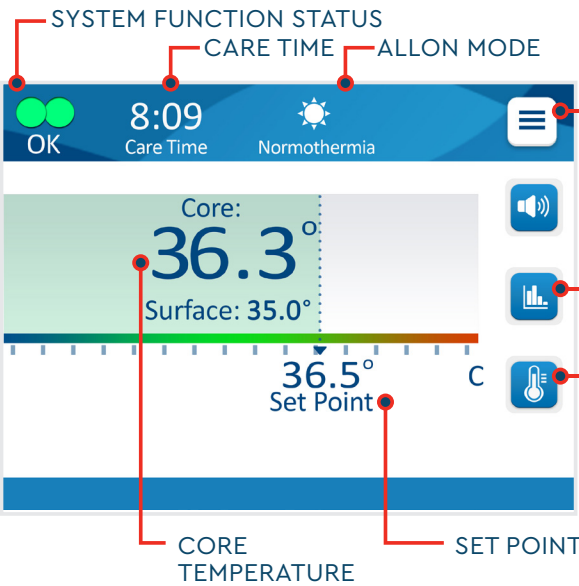 SYSTEM FUNCTION STATUS
CARE TIME
ALLON MODE
OK
8:09
Care Time
Normothermia
Core:
36.3°
Surface: 35.0°
36.5°
C
Set Point
SET POINT
CORE
TEMPERATURE